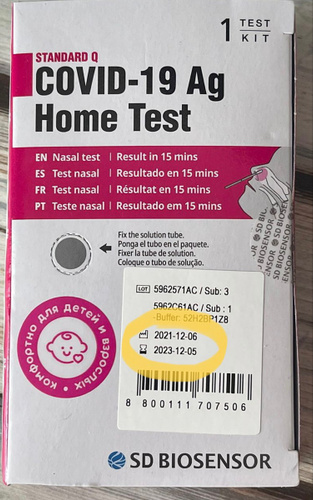 1 TEST
KIT
STANDARD Q
COVID-19 Ag
Home Test
EN Nasal test | Result in 15 mins
ES Test nasal | Resultado en 15 mins
FR Test nasal | Résultat en 15 mins
PT Teste nasal | Resultado em 15 mins
SD BIOSENSOR
Fix the solution tube.
Ponga el tubo en el paquete.
Fixer la tube de solution.
Coloque o tubo de solução.
LOT 5962571AC / Sub: 3
5962C61AC / Sub : 1
Buffer: 52H2BP1Z8
2021-12-06
2023-12-05
8 800111 707506
• комфортно для детей и взрослых
SD BIOSENSOR